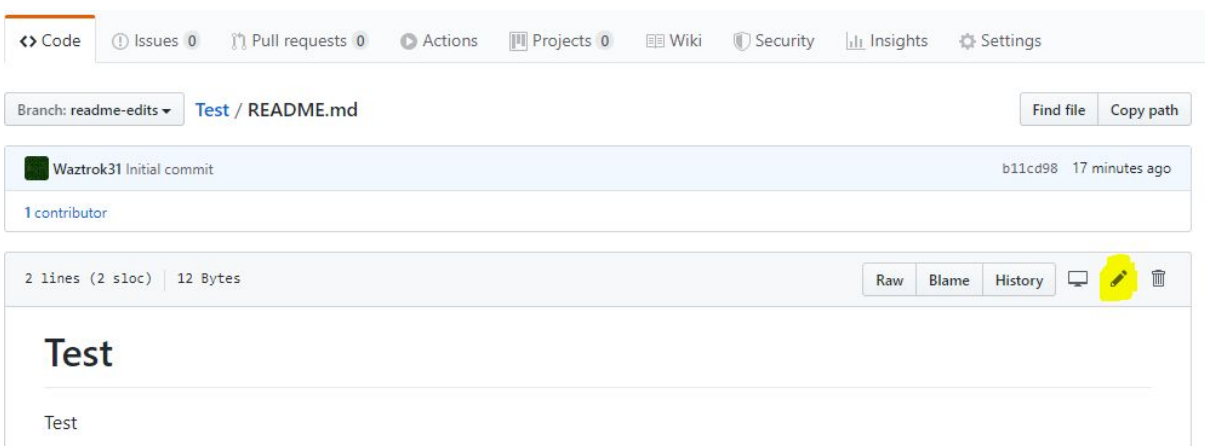 <> Code Issues 0 Pull requests 0 Actions Projects 0 Wiki Security Insights Settings
Branch: readme-edits Test / README.md Find file Copy path
Waztrok31 Initial commit b11cd98 17 minutes ago
1 contributor
2 lines (2 sloc) 12 Bytes Raw Blame History
Test
Test